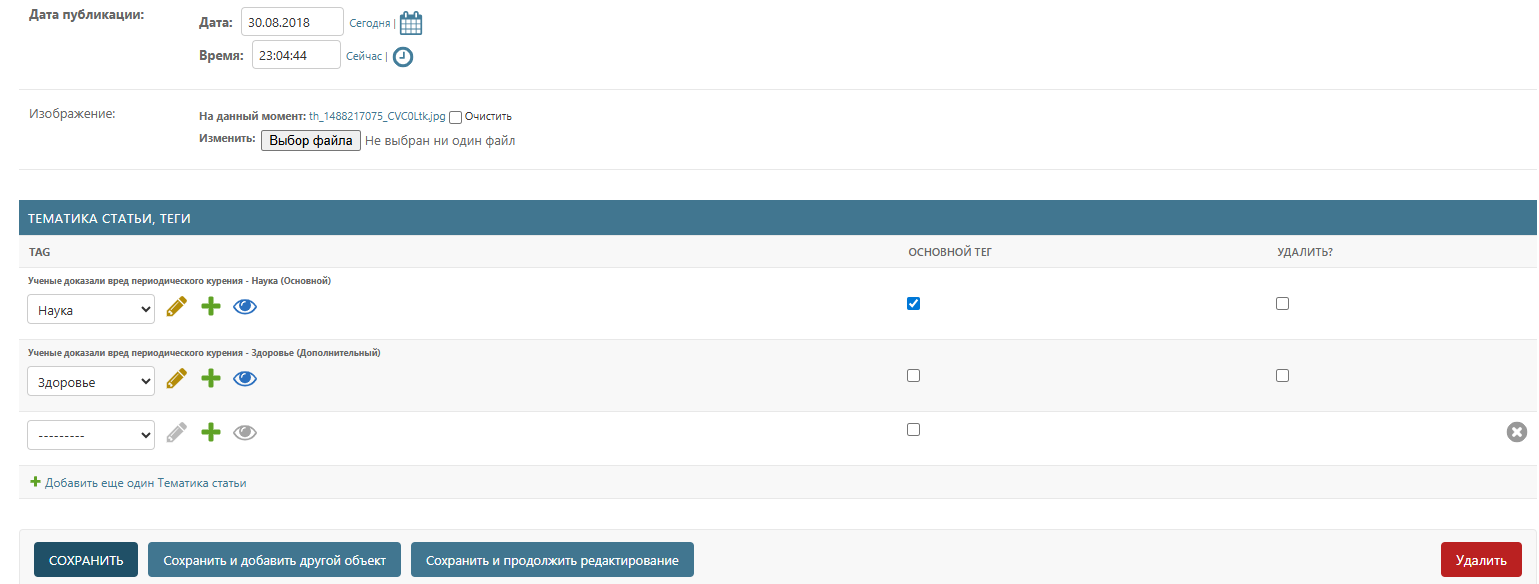 Дата публикации:
Дата: 30.08.2018 Сегодня |
Время: 23:04:44 Сейчас |
Изображение:
На данный момент: th_1488217075_CVC0Ltk.jpg Очистить
Изменить: Выбор файла Не выбран ни один файл
ТЕМАТИКА СТАТЬИ, ТЕГИ
TAG ОСНОВНОЙ ТЕГ УДАЛИТЬ?
Ученые доказали вред периодического курения - Наука (Основной)
Наука
Ученые доказали вред периодического курения - Здоровье (Дополнительный)
Здоровье
---------
Добавить еще один Тематика статьи
СОХРАНИТЬ Сохранить и добавить другой объект Сохранить и продолжить редактирование Удалить